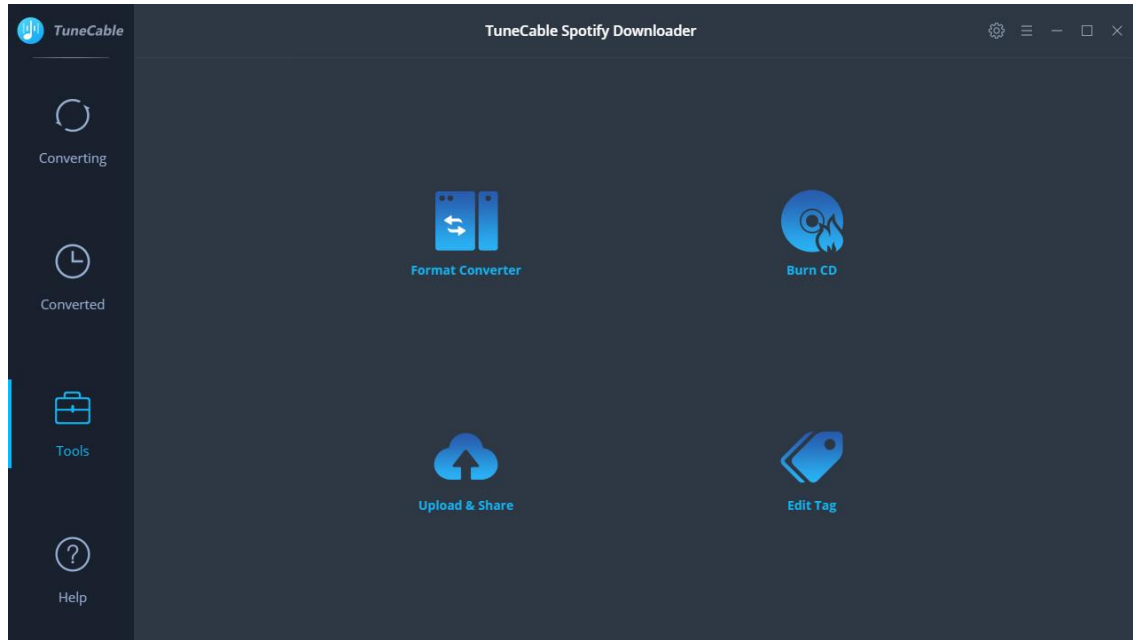 TuneCable
TuneCable Spotify Downloader
Converting
Converted
Tools
Help
Format Converter
Burn CD
Upload & Share
Edit Tag